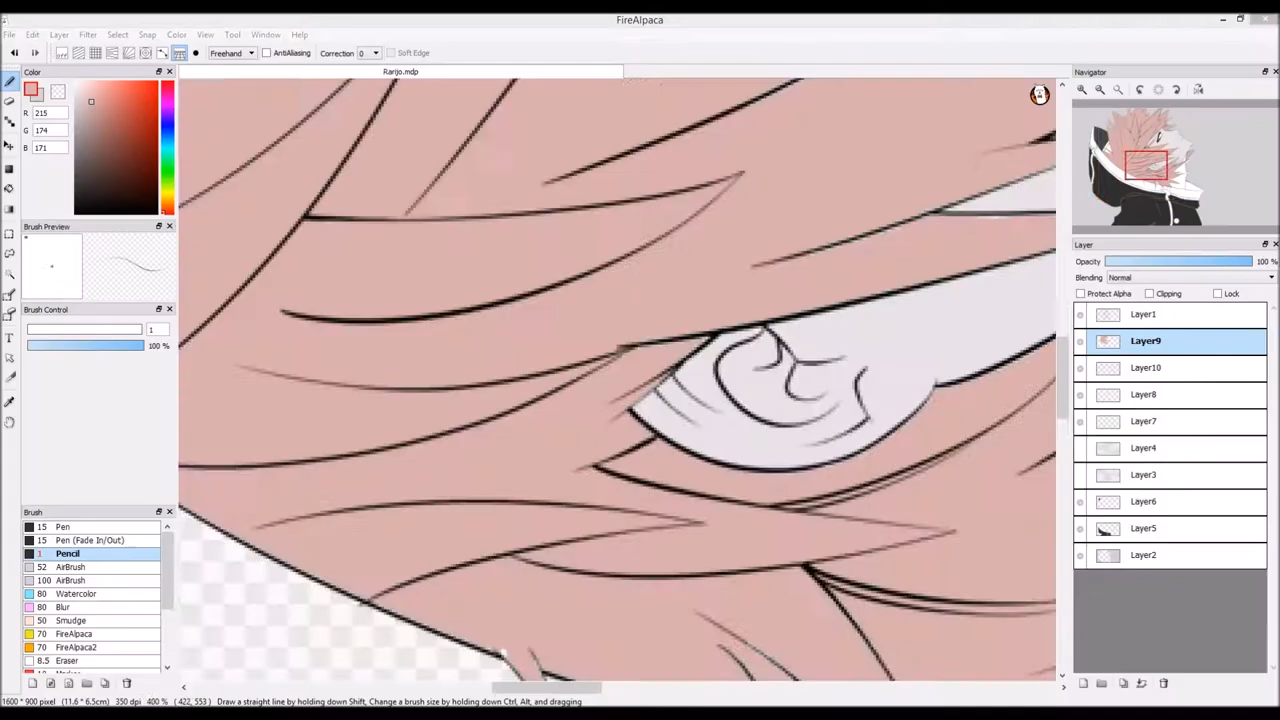 FireAlpaca
File Edit Layer Filter Select Snap Color View Tool Window Help
Freehand AntiAliasing Correction 0 Soft Edge
Color
Rarijo.mdp
Navigator
R 215
G 174
B 171
Brush Preview
Layer
Opacity 100 %
Blending Normal
Protect Alpha Clipping Lock
Brush Control
1
100 %
Layer1
Layer9
Layer10
Layer8
Layer7
Layer4
Layer3
Layer6
Layer5
Layer2
Brush
15 Pen
15 Pen (Fade In/Out)
1 Pencil
52 AirBrush
100 AirBrush
80 Watercolor
80 Blur
50 Smudge
70 FireAlpaca
70 FireAlpaca2
8.5 Eraser
1600 * 900 pixel (11.6 * 6.5cm) 350 dpi 400 % ( 422, 553 ) Draw a straight line by holding down Shift, Change a brush size by holding down Ctrl, Alt, and dragging